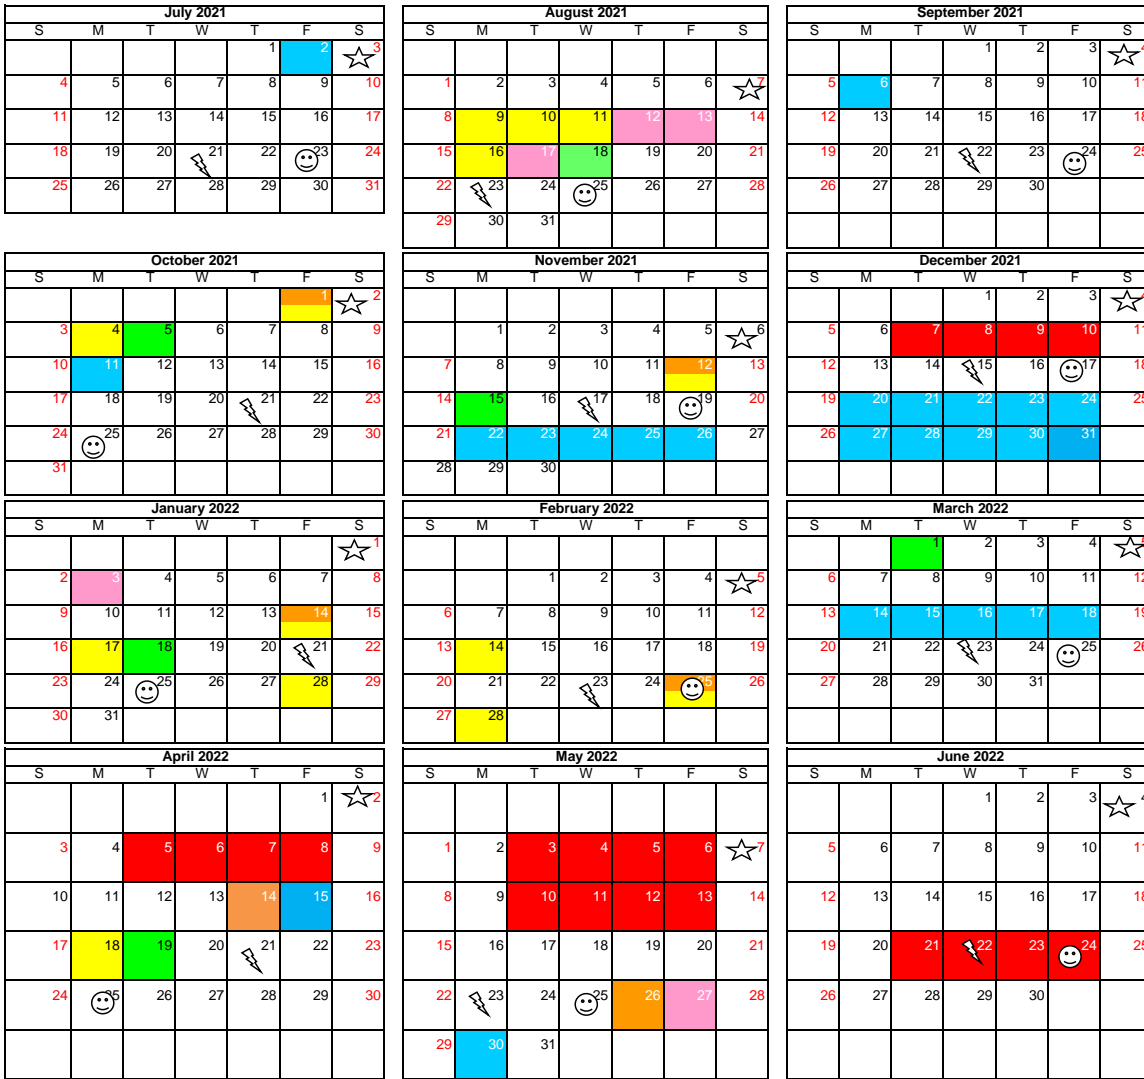 July 2021
S M T W T F S
1 2 3
4 5 6 7 8 9 10
11 12 13 14 15 16 17
18 19 20 21 22 23 24
25 26 27 28 29 30 31
August 2021
S M T W T F S
1 2 3 4 5 6 7
8 9 10 11 12 13 14
15 16 17 18 19 20 21
22 23 24 25 26 27 28
29 30 31
September 2021
S M T W T F S
1 2 3 4
5 6 7 8 9 10 11
12 13 14 15 16 17 18
19 20 21 22 23 24 25
26 27 28 29 30
October 2021
S M T W T F S
1 2
3 4 5 6 7 8 9
10 11 12 13 14 15 16
17 18 19 20 21 22 23
24 25 26 27 28 29 30
31
November 2021
S M T W T F S
1 2 3 4 5 6
7 8 9 10 11 12 13
14 15 16 17 18 19 20
21 22 23 24 25 26 27
28 29 30
December 2021
S M T W T F S
1 2 3 4
5 6 7 8 9 10 11
12 13 14 15 16 17 18
19 20 21 22 23 24 25
26 27 28 29 30 31
January 2022
S M T W T F S
1
2 3 4 5 6 7 8
9 10 11 12 13 14 15
16 17 18 19 20 21 22
23 24 25 26 27 28 29
30 31
February 2022
S M T W T F S
1 2 3 4 5
6 7 8 9 10 11 12
13 14 15 16 17 18 19
20 21 22 23 24 25 26
27 28
March 2022
S M T W T F S
1 2 3 4 5
6 7 8 9 10 11 12
13 14 15 16 17 18 19
20 21 22 23 24 25 26
27 28 29 30 31
April 2022
S M T W T F S
1 2
3 4 5 6 7 8 9
10 11 12 13 14 15 16
17 18 19 20 21 22 23
24 25 26 27 28 29 30
May 2022
S M T W T F S
1 2 3 4 5 6 7
8 9 10 11 12 13 14
15 16 17 18 19 20 21
22 23 24 25 26 27 28
29 30 31
June 2022
S M T W T F S
1 2 3 4
5 6 7 8 9 10 11
12 13 14 15 16 17 18
19 20 21 22 23 24 25
26 27 28 29 30